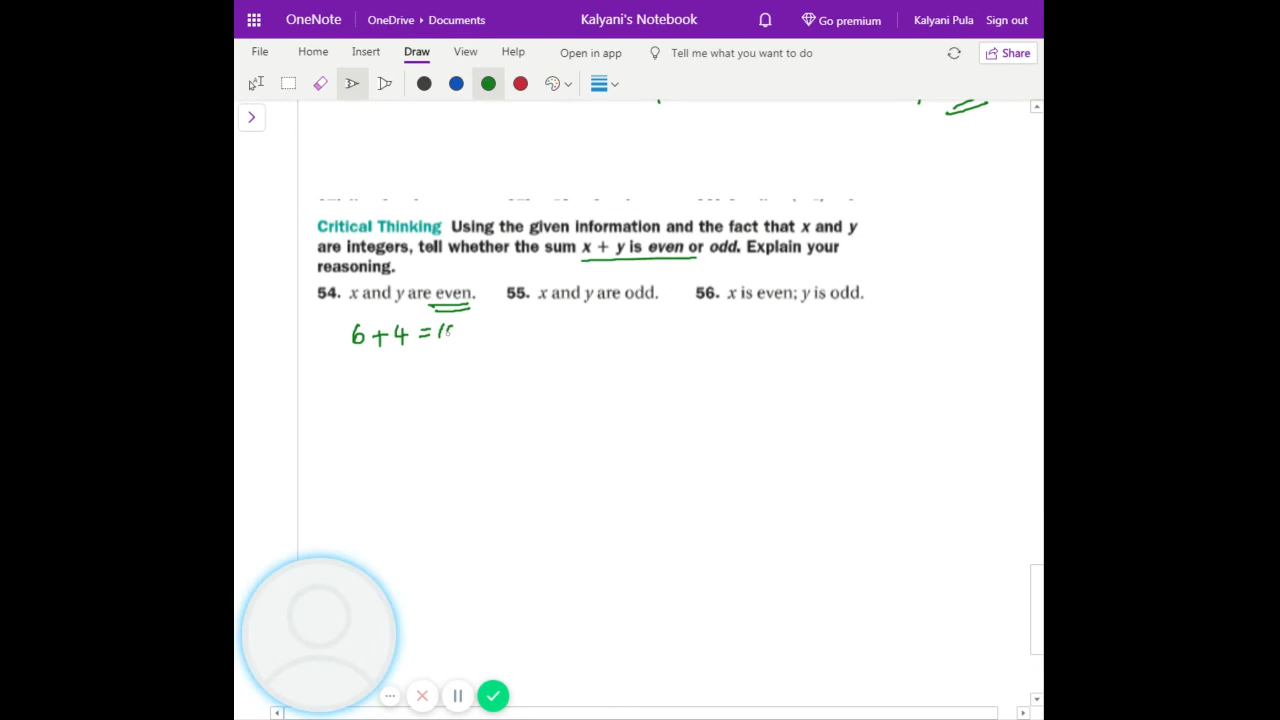 OneNote OneDrive › Documents Kalyani's Notebook Go premium Kalyani Pula Sign out
File Home Insert Draw View Help Open in app Tell me what you want to do Share
Critical Thinking Using the given information and the fact that x and y
are integers, tell whether the sum x + y is even or odd. Explain your
reasoning.
54. x and y are even. 55. x and y are odd. 56. x is even; y is odd.
6 + 4 = 10